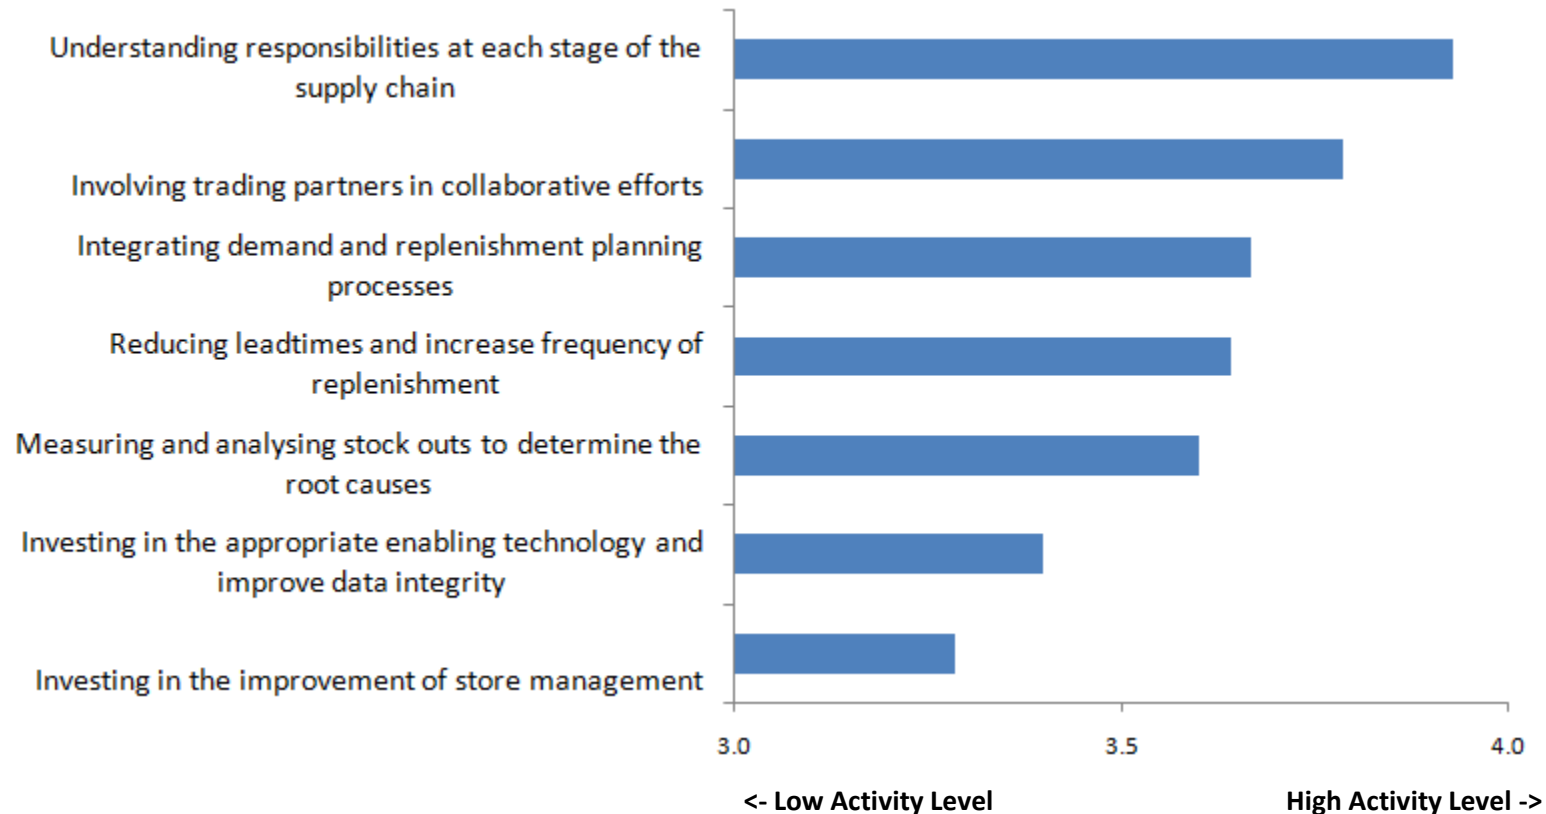 Understanding responsibilities at each stage of the
supply chain
Involving trading partners in collaborative efforts
Integrating demand and replenishment planning
processes
Reducing leadtimes and increase frequency of
replenishment
Measuring and analysing stock outs to determine the
root causes
Investing in the appropriate enabling technology and
improve data integrity
Investing in the improvement of store management
3.0 3.5 4.0
<- Low Activity Level High Activity Level ->